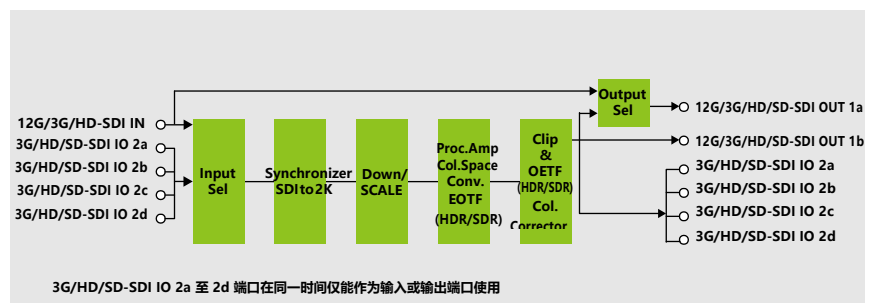 12G/3G/HD-SDI IN
3G/HD/SD-SDI IO 2a
3G/HD/SD-SDI IO 2b
3G/HD/SD-SDI IO 2c
3G/HD/SD-SDI IO 2d
Input
Sel
Synchronizer
SDIto2K
Down/
SCALE
Proc.Amp
Col.Space
Conv.
EOTF
(HDR/SDR)
Clip
&
OETF
(HDR/SDR)
Col.
Corrector
Output
Sel
12G/3G/HD/SD-SDI OUT 1a
12G/3G/HD/SD-SDI OUT 1b
3G/HD/SD-SDI IO 2a
3G/HD/SD-SDI IO 2b
3G/HD/SD-SDI IO 2c
3G/HD/SD-SDI IO 2d
3G/HD/SD-SDI IO 2a 至 2d 端口在同一时间仅能作为输入或输出端口使用